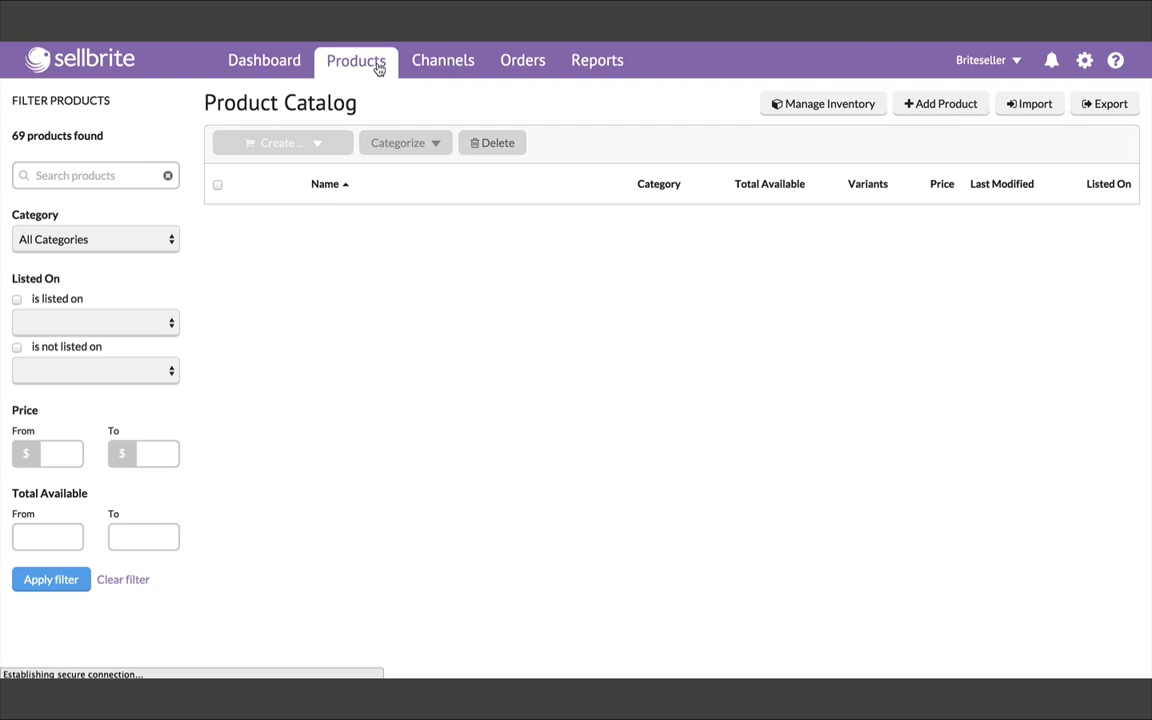 sellbrite
Dashboard Products Channels Orders Reports Briteseller
FILTER PRODUCTS
69 products found
Search products
Category
All Categories
Listed On
is listed on
is not listed on
Price
From To
$ $
Total Available
From To
Apply filter Clear filter
Product Catalog
Manage Inventory +Add Product Import Export
Create ... Categorize Delete
Name Category Total Available Variants Price Last Modified Listed On
Establishing secure connection...